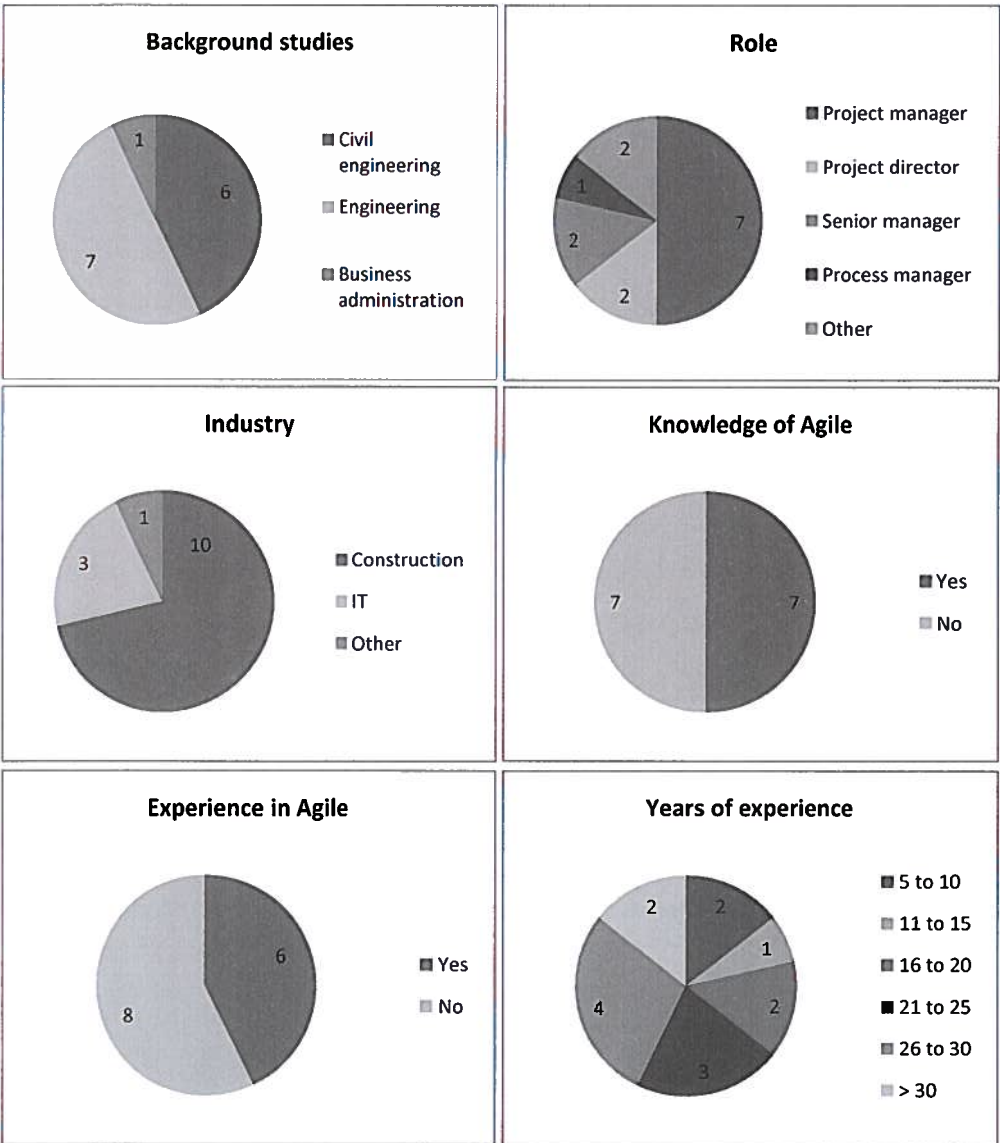 Background studies
1
6
7
Civil
engineering
Engineering
Business
administration
Role
2
1
7
2
2
Project manager
Project director
Senior manager
Process manager
Other
Industry
1
10
3
Construction
IT
Other
Knowledge of Agile
7
7
Yes
No
Experience in Agile
6
8
Yes
No
Years of experience
2
2
1
4
2
3
5 to 10
11 to 15
16 to 20
21 to 25
26 to 30
> 30